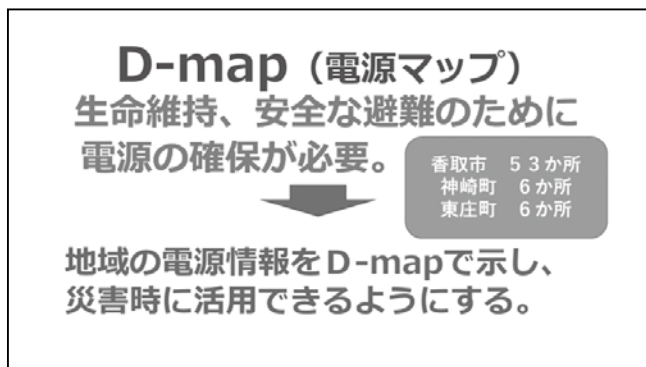 D-map（電源マップ）
生命維持、安全な避難のために
電源の確保が必要。
香取市　５３か所
神崎町　６か所
東庄町　６か所
地域の電源情報をＤ-mapで示し、
災害時に活用できるようにする。